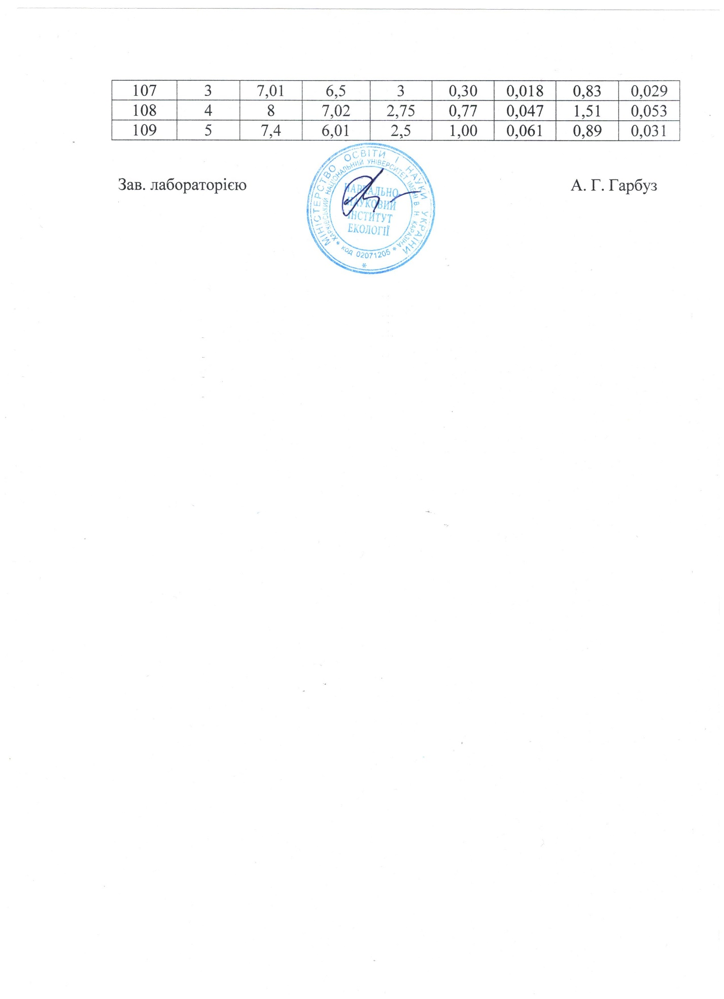 107 3 7,01 6,5 3 0,30 0,018 0,83 0,029
108 4 8 7,02 2,75 0,77 0,047 1,51 0,053
109 5 7,4 6,01 2,5 1,00 0,061 0,89 0,031
Зав. лабораторією
А. Г. Гарбуз
МІНІСТЕРСТВО ОСВІТИ І НАУКИ УКРАЇНИ
* ХАРКІВСЬКИЙ НАЦІОНАЛЬНИЙ УНІВЕРСИТЕТ ІМЕНІ В. Н. КАРАЗІНА *
НАВЧАЛЬНО-
НАУКОВИЙ
ІНСТИТУТ
ЕКОЛОГІЇ
код 02071205
*